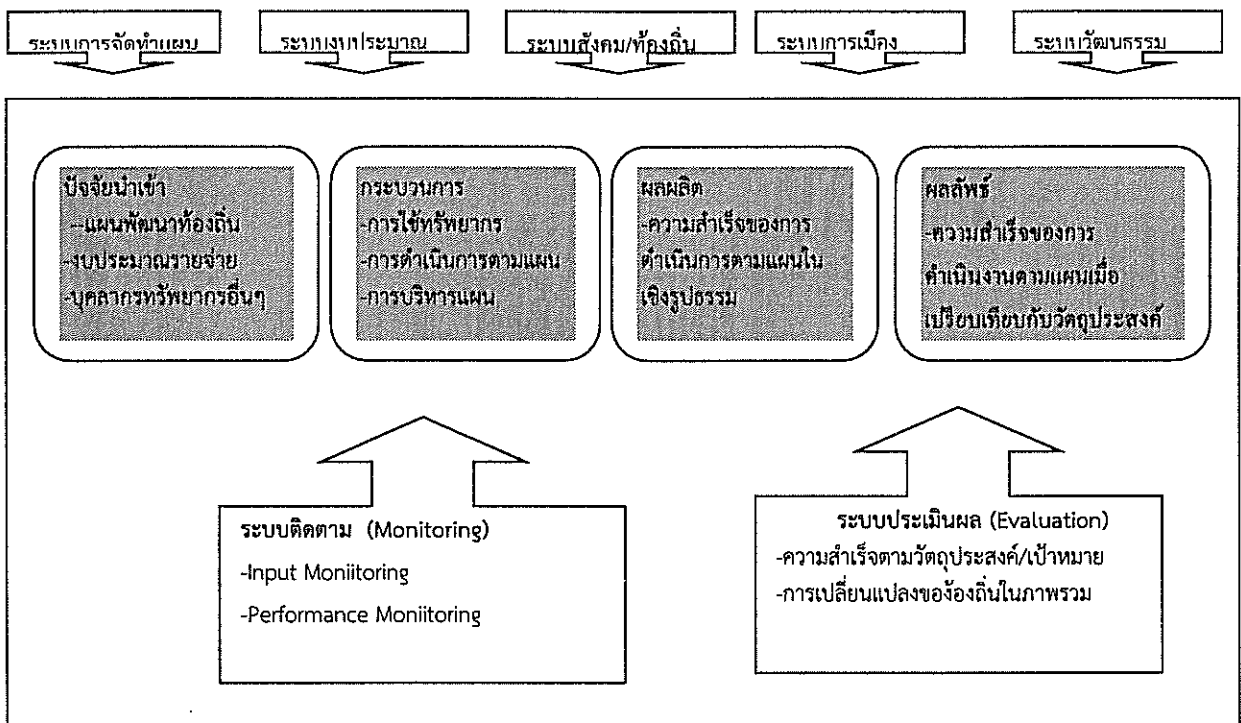 ระบบการจัดทำแผน
ระบบงบประมาณ
ระบบสังคม/ท้องถิ่น
ระบบการเมือง
ระบบวัฒนธรรม
ปัจจัยนำเข้า
--แผนพัฒนาท้องถิ่น
-งบประมาณรายจ่าย
-บุคลากรทรัพยากรอื่นๆ
กระบวนการ
-การใช้ทรัพยากร
-การดำเนินการตามแผน
-การบริหารแผน
ผลผลิต
-ความสำเร็จของการ
ดำเนินการตามแผนใน
เชิงรูปธรรม
ผลลัพธ์
-ความสำเร็จของการ
ดำเนินงานตามแผนเมื่อ
เปรียบเทียบกับวัตถุประสงค์
ระบบติดตาม (Monitoring)
-Input Moniitoring
-Performance Moniitoring
ระบบประเมินผล (Evaluation)
-ความสำเร็จตามวัตถุประสงค์/เป้าหมาย
-การเปลี่ยนแปลงของ้องถิ่นในภาพรวม